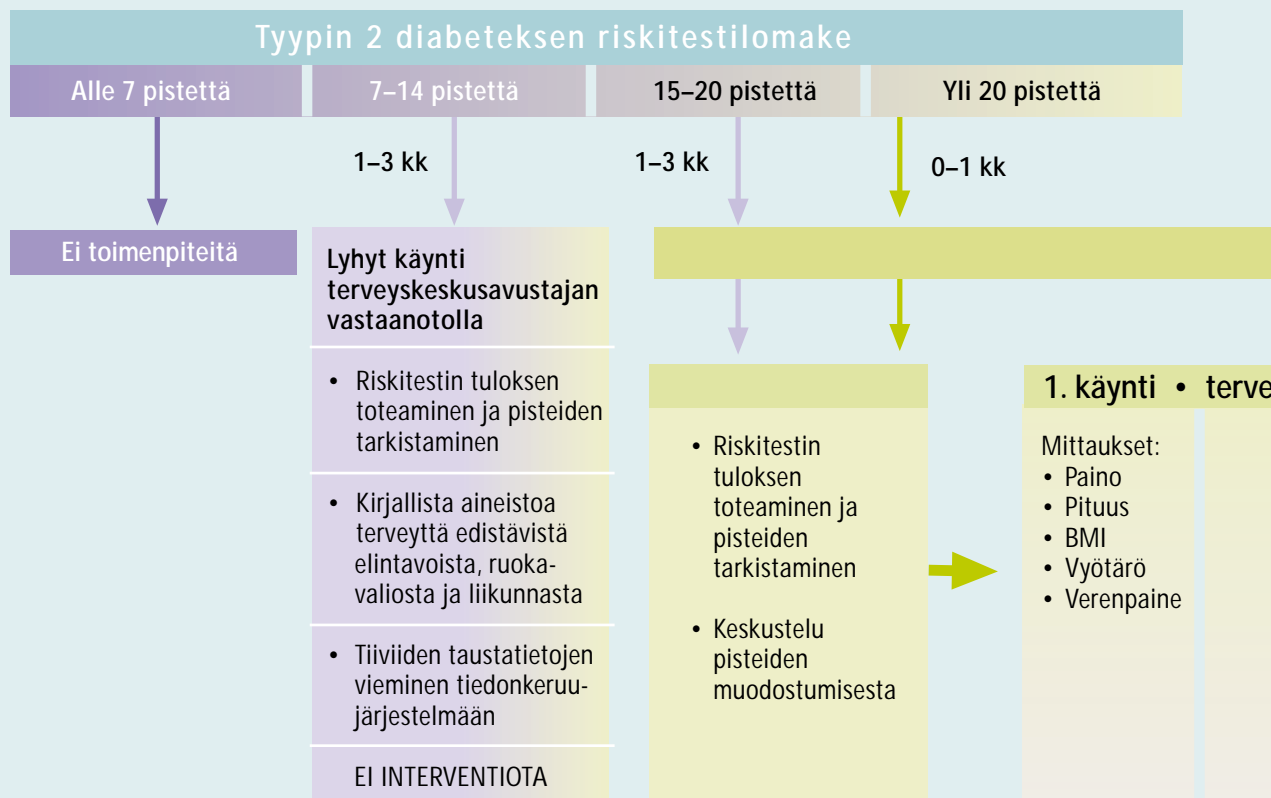 Tyypin 2 diabeteksen riskitestilomake
Alle 7 pistettä
7–14 pistettä
15–20 pistettä
Yli 20 pistettä
1–3 kk
1–3 kk
0–1 kk
Ei toimenpiteitä
Lyhyt käynti
terveyskeskusavustajan
vastaanotolla
• Riskitestin tuloksen
toteaminen ja pisteiden
tarkistaminen
• Kirjallista aineistoa
terveyttä edistävistä
elintavoista, ruoka-
valiosta ja liikunnasta
• Tiiviiden taustatietojen
vieminen tiedonkeruu-
järjestelmään
EI INTERVENTIOTA
• Riskitestin
tuloksen
toteaminen ja
pisteiden
tarkistaminen
• Keskustelu
pisteiden
muodostumisesta
1. käynti • terve
Mittaukset:
• Paino
• Pituus
• BMI
• Vyötärö
• Verenpaine